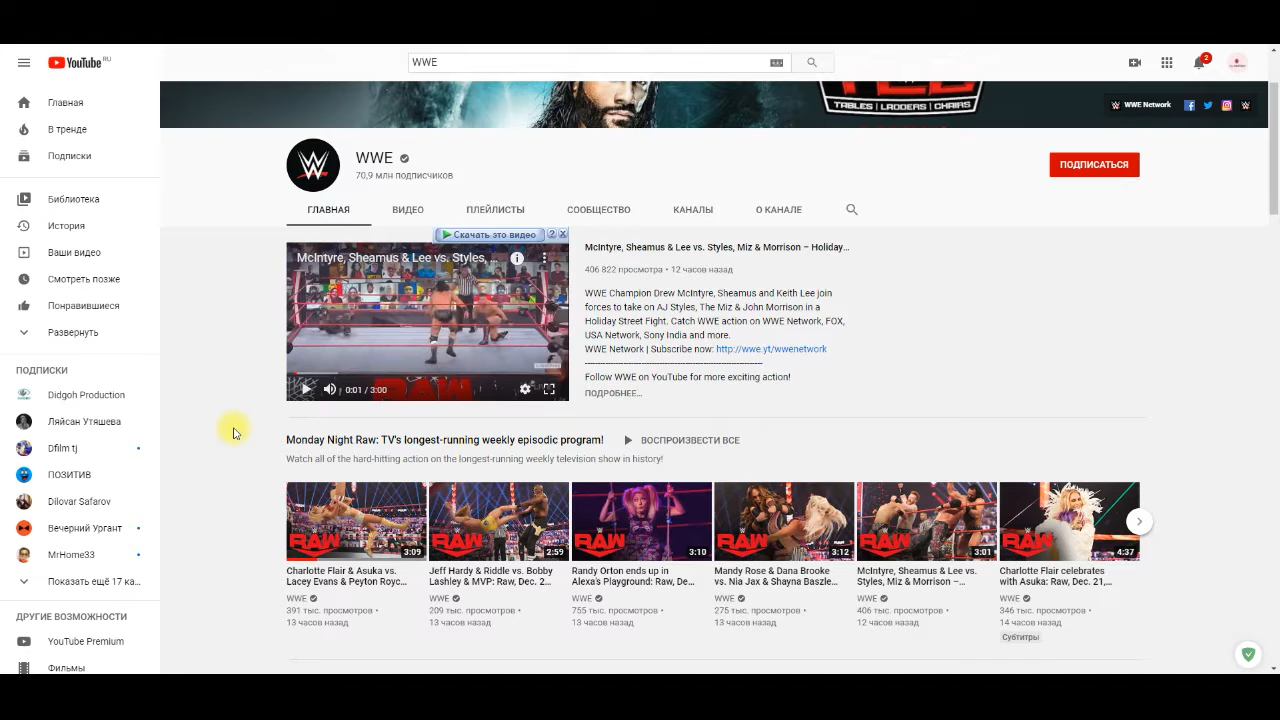 YouTube RU
WWE
TABLES | LADDERS | CHAIRS
WWE Network
Главная
В тренде
Подписки
Библиотека
История
Ваши видео
Смотреть позже
Понравившиеся
Развернуть
ПОДПИСКИ
Didgoh Production
Ляйсан Утяшева
Dfilm tj
ПОЗИТИВ
Dilovar Safarov
Вечерний Ургант
MrHome33
Показать ещё 17 ка...
ДРУГИЕ ВОЗМОЖНОСТИ
YouTube Premium
Фильмы
2
WWE
70,9 млн подписчиков
ПОДПИСАТЬСЯ
ГЛАВНАЯ ВИДЕО ПЛЕЙЛИСТЫ СООБЩЕСТВО КАНАЛЫ О КАНАЛЕ
Скачать это видео ? X
McIntyre, Sheamus & Lee vs. Styles, ...
RAW
0:01 / 3:00
McIntyre, Sheamus & Lee vs. Styles, Miz & Morrison – Holiday...
406 822 просмотра • 12 часов назад
WWE Champion Drew McIntyre, Sheamus and Keith Lee join
forces to take on AJ Styles, The Miz & John Morrison in a
Holiday Street Fight. Catch WWE action on WWE Network, FOX,
USA Network, Sony India and more.
WWE Network | Subscribe now: http://wwe.yt/wwenetwork
Follow WWE on YouTube for more exciting action!
ПОДРОБНЕЕ...
Monday Night Raw: TV's longest-running weekly episodic program! ВОСПРОИЗВЕСТИ ВСЕ
Watch all of the hard-hitting action on the longest-running weekly television show in history!
RAW 3:09
Charlotte Flair & Asuka vs.
Lacey Evans & Peyton Royc...
WWE
391 тыс. просмотров •
13 часов назад
RAW 2:59
Jeff Hardy & Riddle vs. Bobby
Lashley & MVP: Raw, Dec. 2...
WWE
209 тыс. просмотров •
13 часов назад
RAW 3:10
Randy Orton ends up in
Alexa's Playground: Raw, De...
WWE
755 тыс. просмотров •
13 часов назад
RAW 3:12
Mandy Rose & Dana Brooke
vs. Nia Jax & Shayna Baszle...
WWE
275 тыс. просмотров •
13 часов назад
RAW 3:01
McIntyre, Sheamus & Lee vs.
Styles, Miz & Morrison –...
WWE
406 тыс. просмотров •
12 часов назад
RAW 4:37
Charlotte Flair celebrates
with Asuka: Raw, Dec. 21,...
WWE
346 тыс. просмотров •
14 часов назад
Субтитры